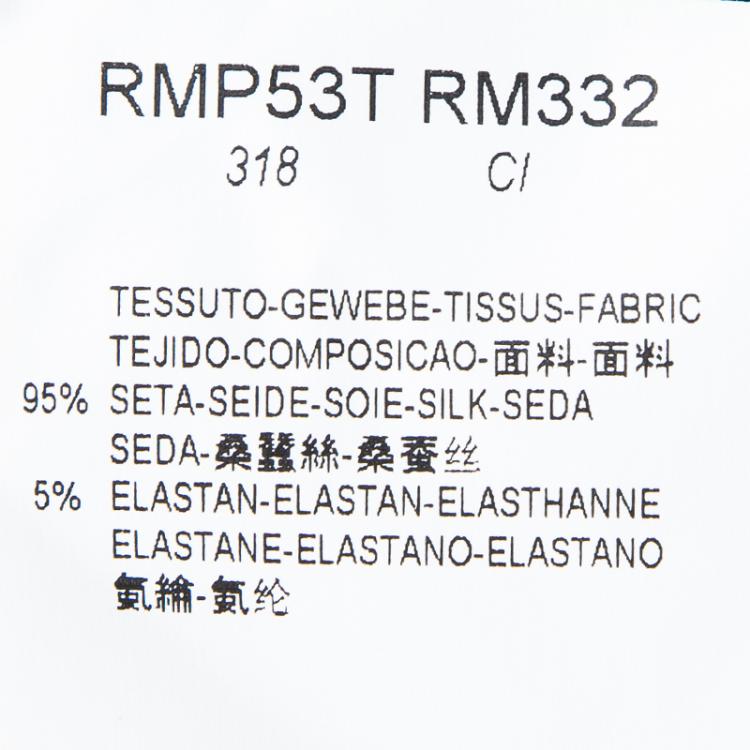 RMP53T RM332
318 CI
TESSUTO-GEWEBE-TISSUS-FABRIC
TEJIDO-COMPOSICAO-面料-面料
95% SETA-SEIDE-SOIE-SILK-SEDA
SEDA-桑蠶絲-桑蚕丝
5% ELASTAN-ELASTAN-ELASTHANNE
ELASTANE-ELASTANO-ELASTANO
氨綸-氨纶